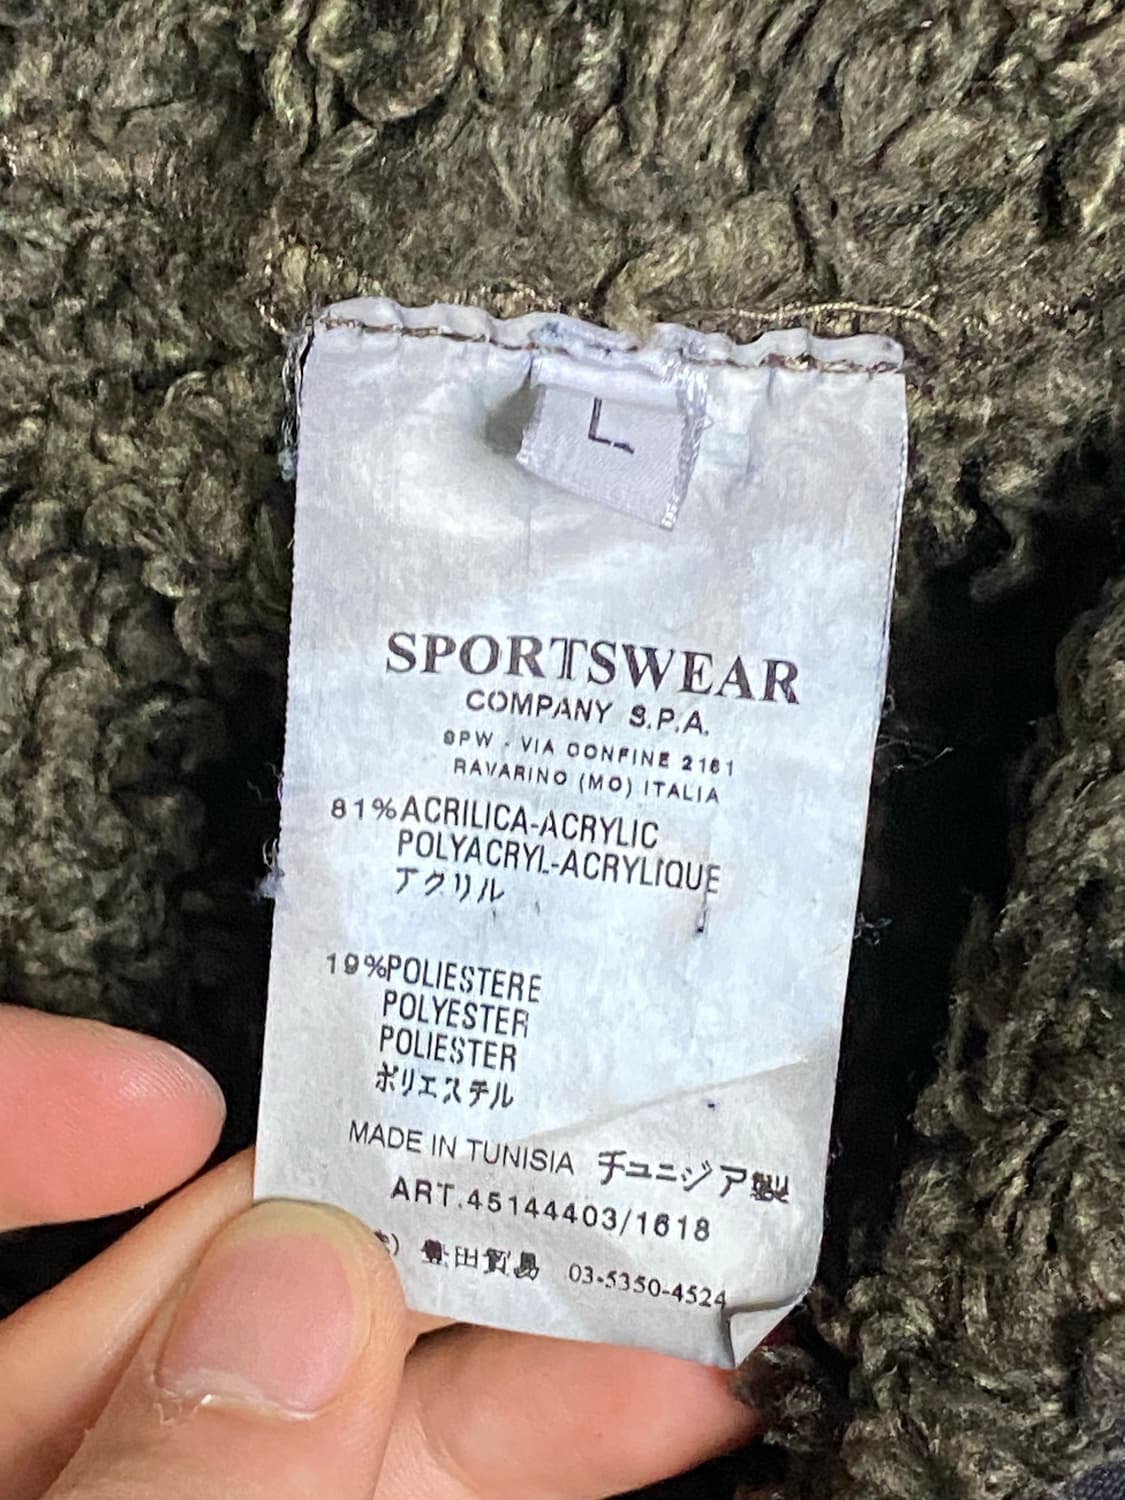 L
SPORTSWEAR
COMPANY S.P.A.
SPW - VIA CONFINE 2161
RAVARINO (MO) ITALIA
81% ACRILICA-ACRYLIC
POLYACRYL-ACRYLIQUE
アクリル
19% POLIESTERE
POLYESTER
POLIESTER
ポリエステル
MADE IN TUNISIA チュニジア製
ART.45144403/1618
豊田貿易 03-5350-4524